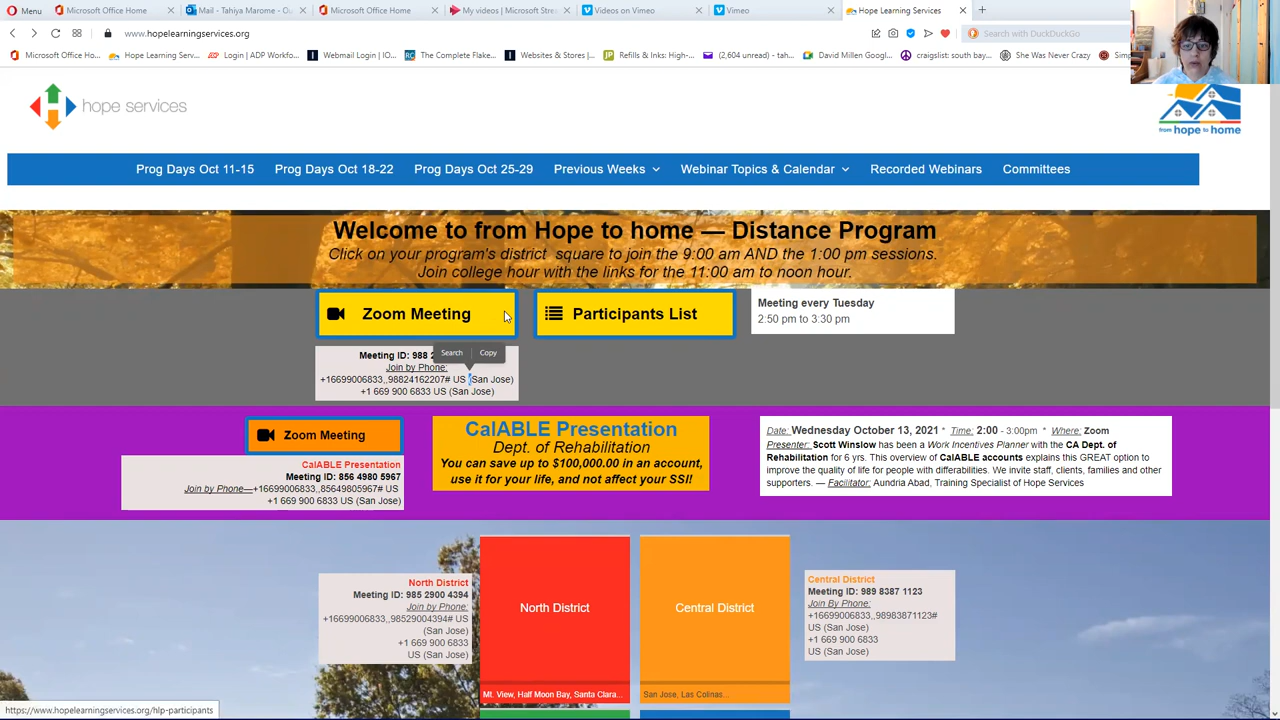 Menu
Microsoft Office Home
Mail - Tahiya Marome - Ou
Microsoft Office Home
My videos | Microsoft Stre
Videos on Vimeo
Vimeo
Hope Learning Services
www.hopelearningservices.org
Search with DuckDuckGo
Microsoft Office Ho...
Hope Learning Serv...
Login | ADP Workfo...
Webmail Login | IO...
The Complete Flake...
Websites & Stores |...
Refills & Inks: High-...
(2,604 unread) - tah...
David Millen Googl...
craigslist: south bay...
She Was Never Crazy
hope services
from hope to home
Prog Days Oct 11-15
Prog Days Oct 18-22
Prog Days Oct 25-29
Previous Weeks
Webinar Topics & Calendar
Recorded Webinars
Committees
Welcome to from Hope to home — Distance Program
Click on your program's district square to join the 9:00 am AND the 1:00 pm sessions.
Join college hour with the links for the 11:00 am to noon hour.
Zoom Meeting
Participants List
Meeting every Tuesday
2:50 pm to 3:30 pm
Search
Copy
Meeting ID: 988 2
Join by Phone:
+16699006833,,98824162207# US (San Jose)
+1 669 900 6833 US (San Jose)
Zoom Meeting
CalABLE Presentation
Meeting ID: 856 4980 5967
Join by Phone—+16699006833,,85649805967# US
+1 669 900 6833 US (San Jose)
CalABLE Presentation
Dept. of Rehabilitation
You can save up to $100,000.00 in an account,
use it for your life, and not affect your SSI!
Date: Wednesday October 13, 2021 * Time: 2:00 - 3:00pm * Where: Zoom
Presenter: Scott Winslow has been a Work Incentives Planner with the CA Dept. of
Rehabilitation for 6 yrs. This overview of CalABLE accounts explains this GREAT option to
improve the quality of life for people with differabilities. We invite staff, clients, families and other
supporters. — Facilitator: Aundria Abad, Training Specialist of Hope Services
North District
Meeting ID: 985 2900 4394
Join by Phone:
+16699006833,,98529004394# US
(San Jose)
+1 669 900 6833
US (San Jose)
North District
Mt. View, Half Moon Bay, Santa Clara...
Central District
San Jose, Las Colinas...
Central District
Meeting ID: 989 8387 1123
Join By Phone:
+16699006833,,98983871123#
US (San Jose)
+1 669 900 6833
US (San Jose)
https://www.hopelearningservices.org/hlp-participants